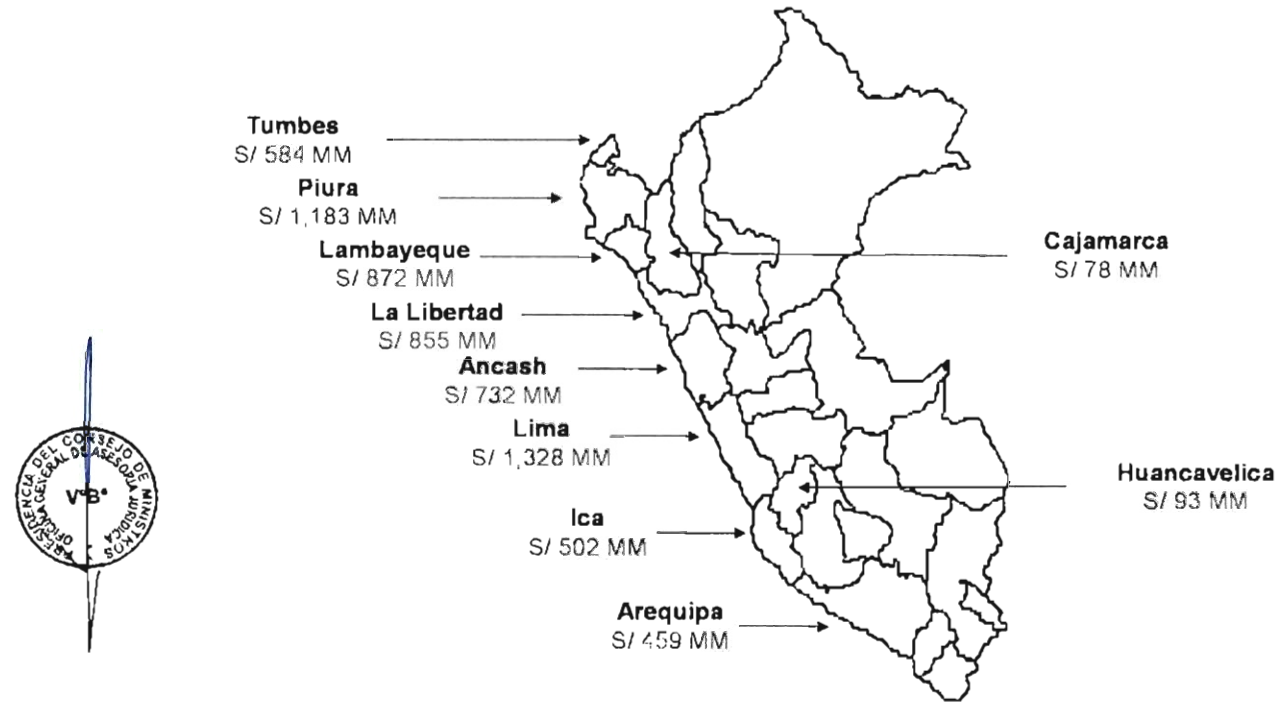 Tumbes
S/ 584 MM
Piura
S/ 1,183 MM
Lambayeque
S/ 872 MM
La Libertad
S/ 855 MM
Áncash
S/ 732 MM
Lima
S/ 1,328 MM
Ica
S/ 502 MM
Arequipa
S/ 459 MM
Cajamarca
S/ 78 MM
Huancavelica
S/ 93 MM
PRESIDENCIA DEL CONSEJO DE MINISTROS
OFICINA GENERAL DE ASESORIA JURIDICA
V°B°